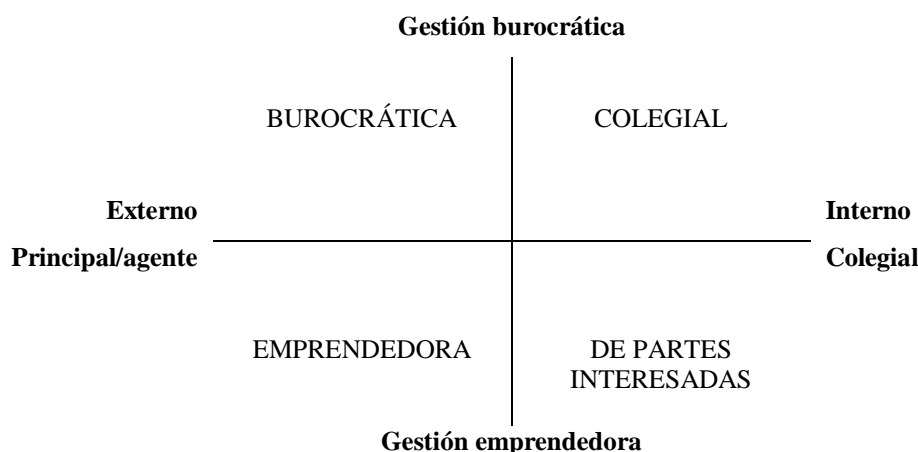 Gestión burocrática
BUROCRÁTICA
COLEGIAL
Externo
Principal/agente
Interno
Colegial
EMPRENDEDORA
DE PARTES
INTERESADAS
Gestión emprendedora